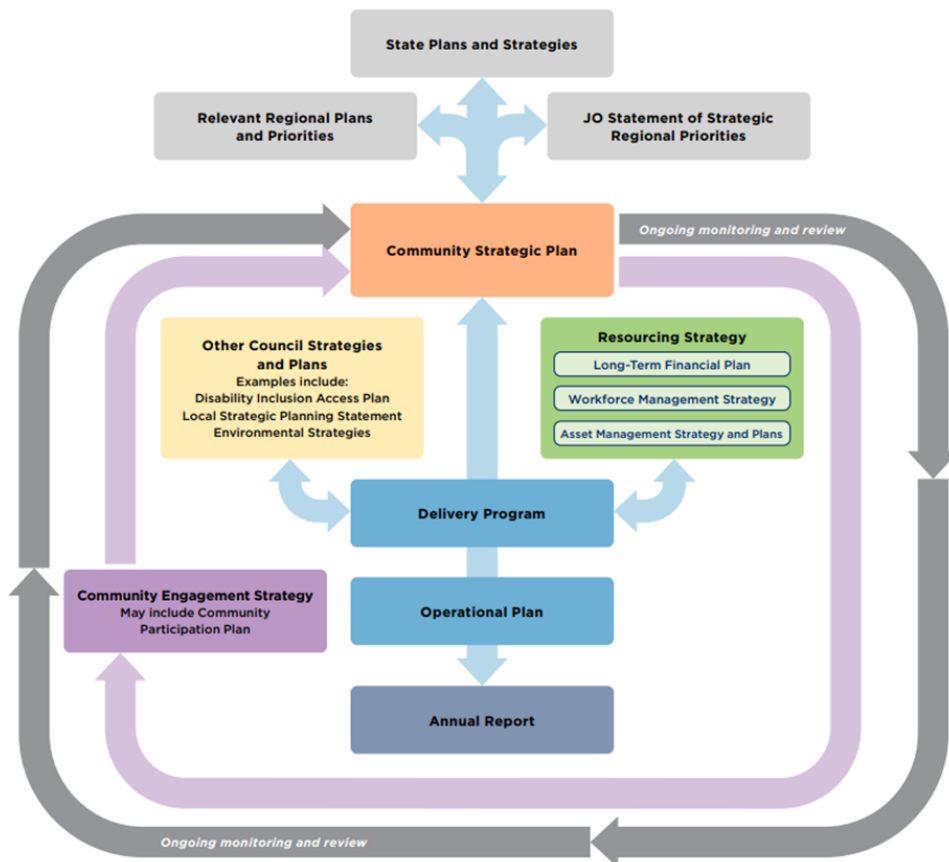 State Plans and Strategies
Relevant Regional Plans
and Priorities
JO Statement of Strategic
Regional Priorities
Ongoing monitoring and review
Community Strategic Plan
Other Council Strategies
and Plans
Examples include:
Disability Inclusion Access Plan
Local Strategic Planning Statement
Environmental Strategies
Resourcing Strategy
Long-Term Financial Plan
Workforce Management Strategy
Asset Management Strategy and Plans
Delivery Program
Community Engagement Strategy
May include Community
Participation Plan
Operational Plan
Annual Report
Ongoing monitoring and review